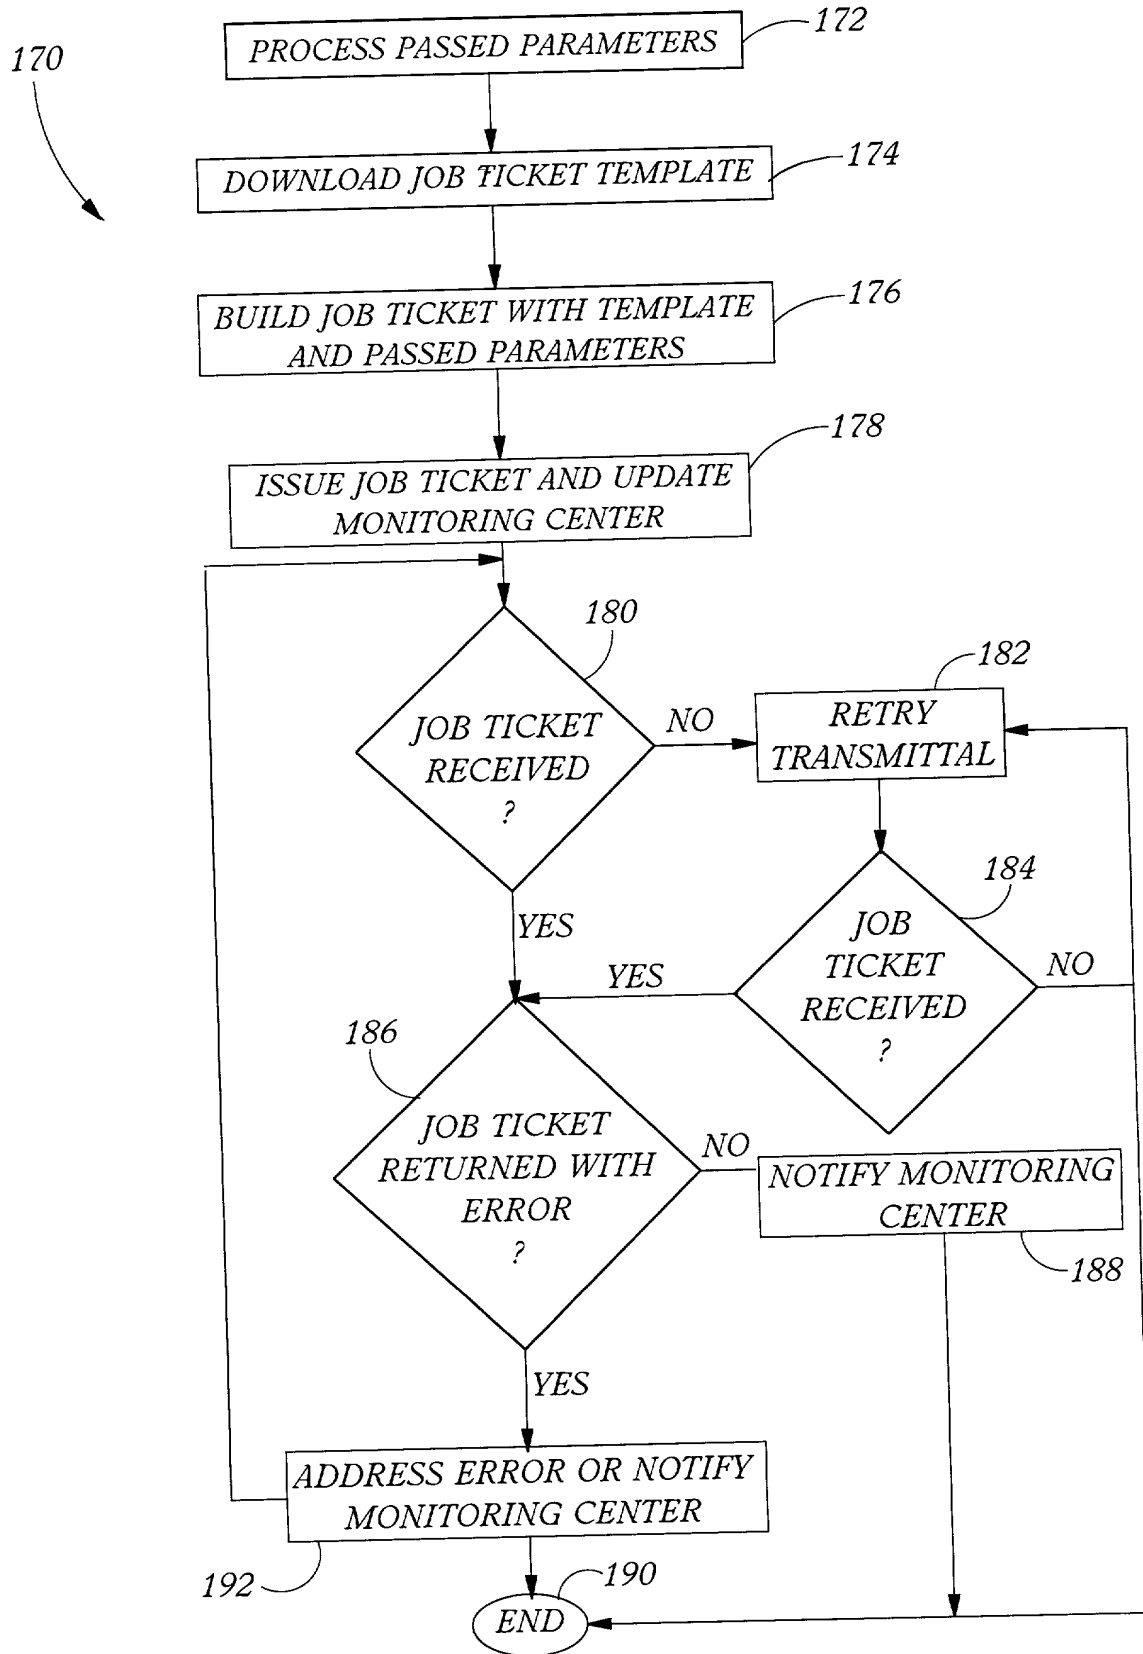 170
PROCESS PASSED PARAMETERS
172
DOWNLOAD JOB TICKET TEMPLATE
174
BUILD JOB TICKET WITH TEMPLATE
AND PASSED PARAMETERS
176
ISSUE JOB TICKET AND UPDATE
MONITORING CENTER
178
180
JOB TICKET
RECEIVED
?
NO
182
RETRY
TRANSMITTAL
YES
184
JOB
TICKET
RECEIVED
?
NO
YES
186
JOB TICKET
RETURNED WITH
ERROR
?
NO
NOTIFY MONITORING
CENTER
188
YES
ADDRESS ERROR OR NOTIFY
MONITORING CENTER
192
190
END